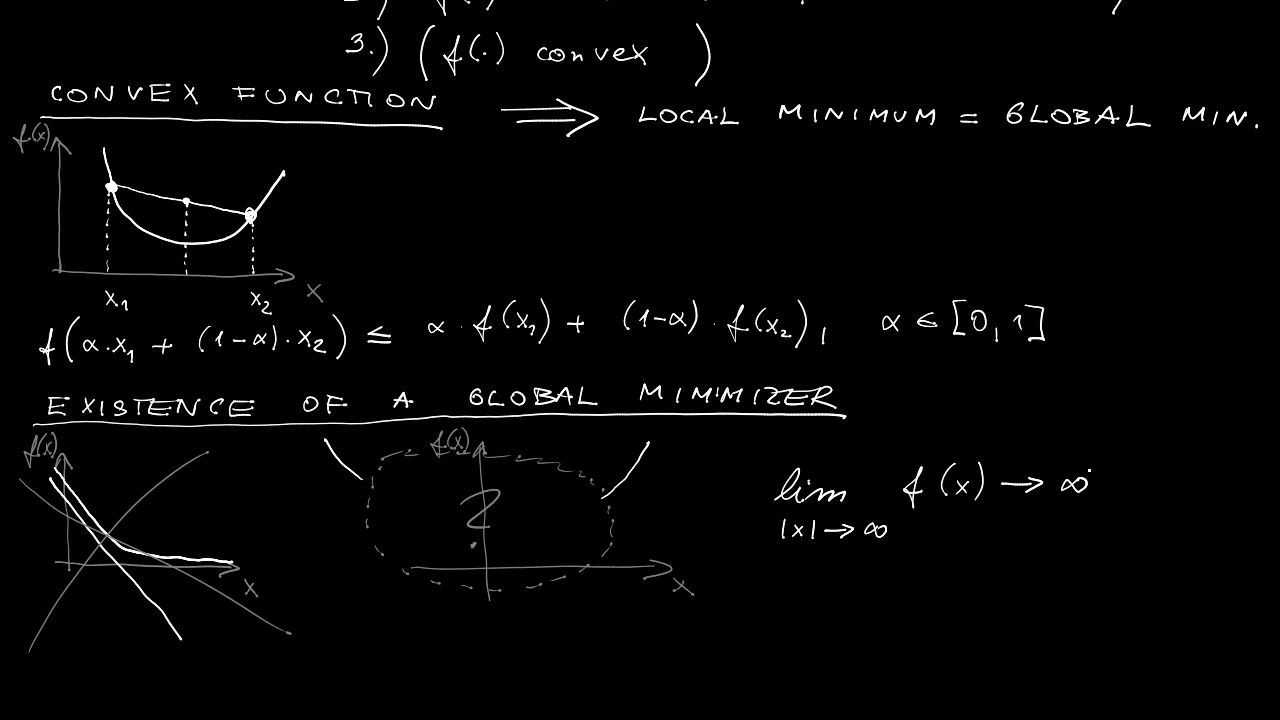 3.) (f(.) convex)
CONVEX FUNCTION ⟹ LOCAL MINIMUM = GLOBAL MIN.
f(x)
x₁ x₂ x
f(α·x₁ + (1-α)·x₂) ≤ α·f(x₁) + (1-α)·f(x₂), α ∈ [0,1]
EXISTENCE OF A GLOBAL MINIMIZER
f(x) f(x)
?
lim f(x) → ∞
|x| → ∞
x x